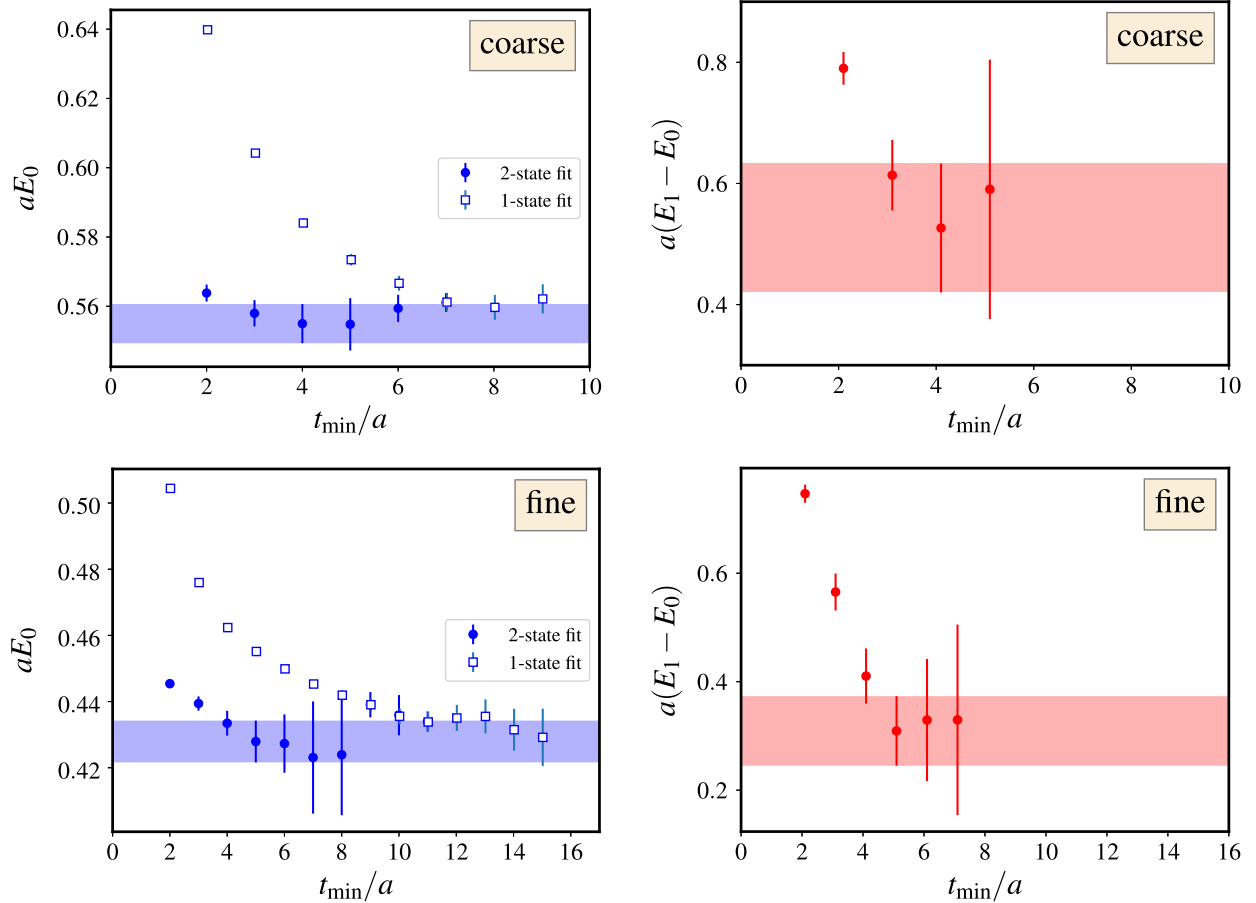 coarse
0.64
0.62
0.60
0.58
0.56
aE₀
2-state fit
1-state fit
0 2 4 6 8 10
t_min/a
coarse
0.8
0.6
0.4
a(E₁ − E₀)
0 2 4 6 8 10
t_min/a
fine
0.50
0.48
0.46
0.44
0.42
aE₀
2-state fit
1-state fit
0 2 4 6 8 10 12 14 16
t_min/a
fine
0.6
0.4
0.2
a(E₁ − E₀)
0 2 4 6 8 10 12 14 16
t_min/a